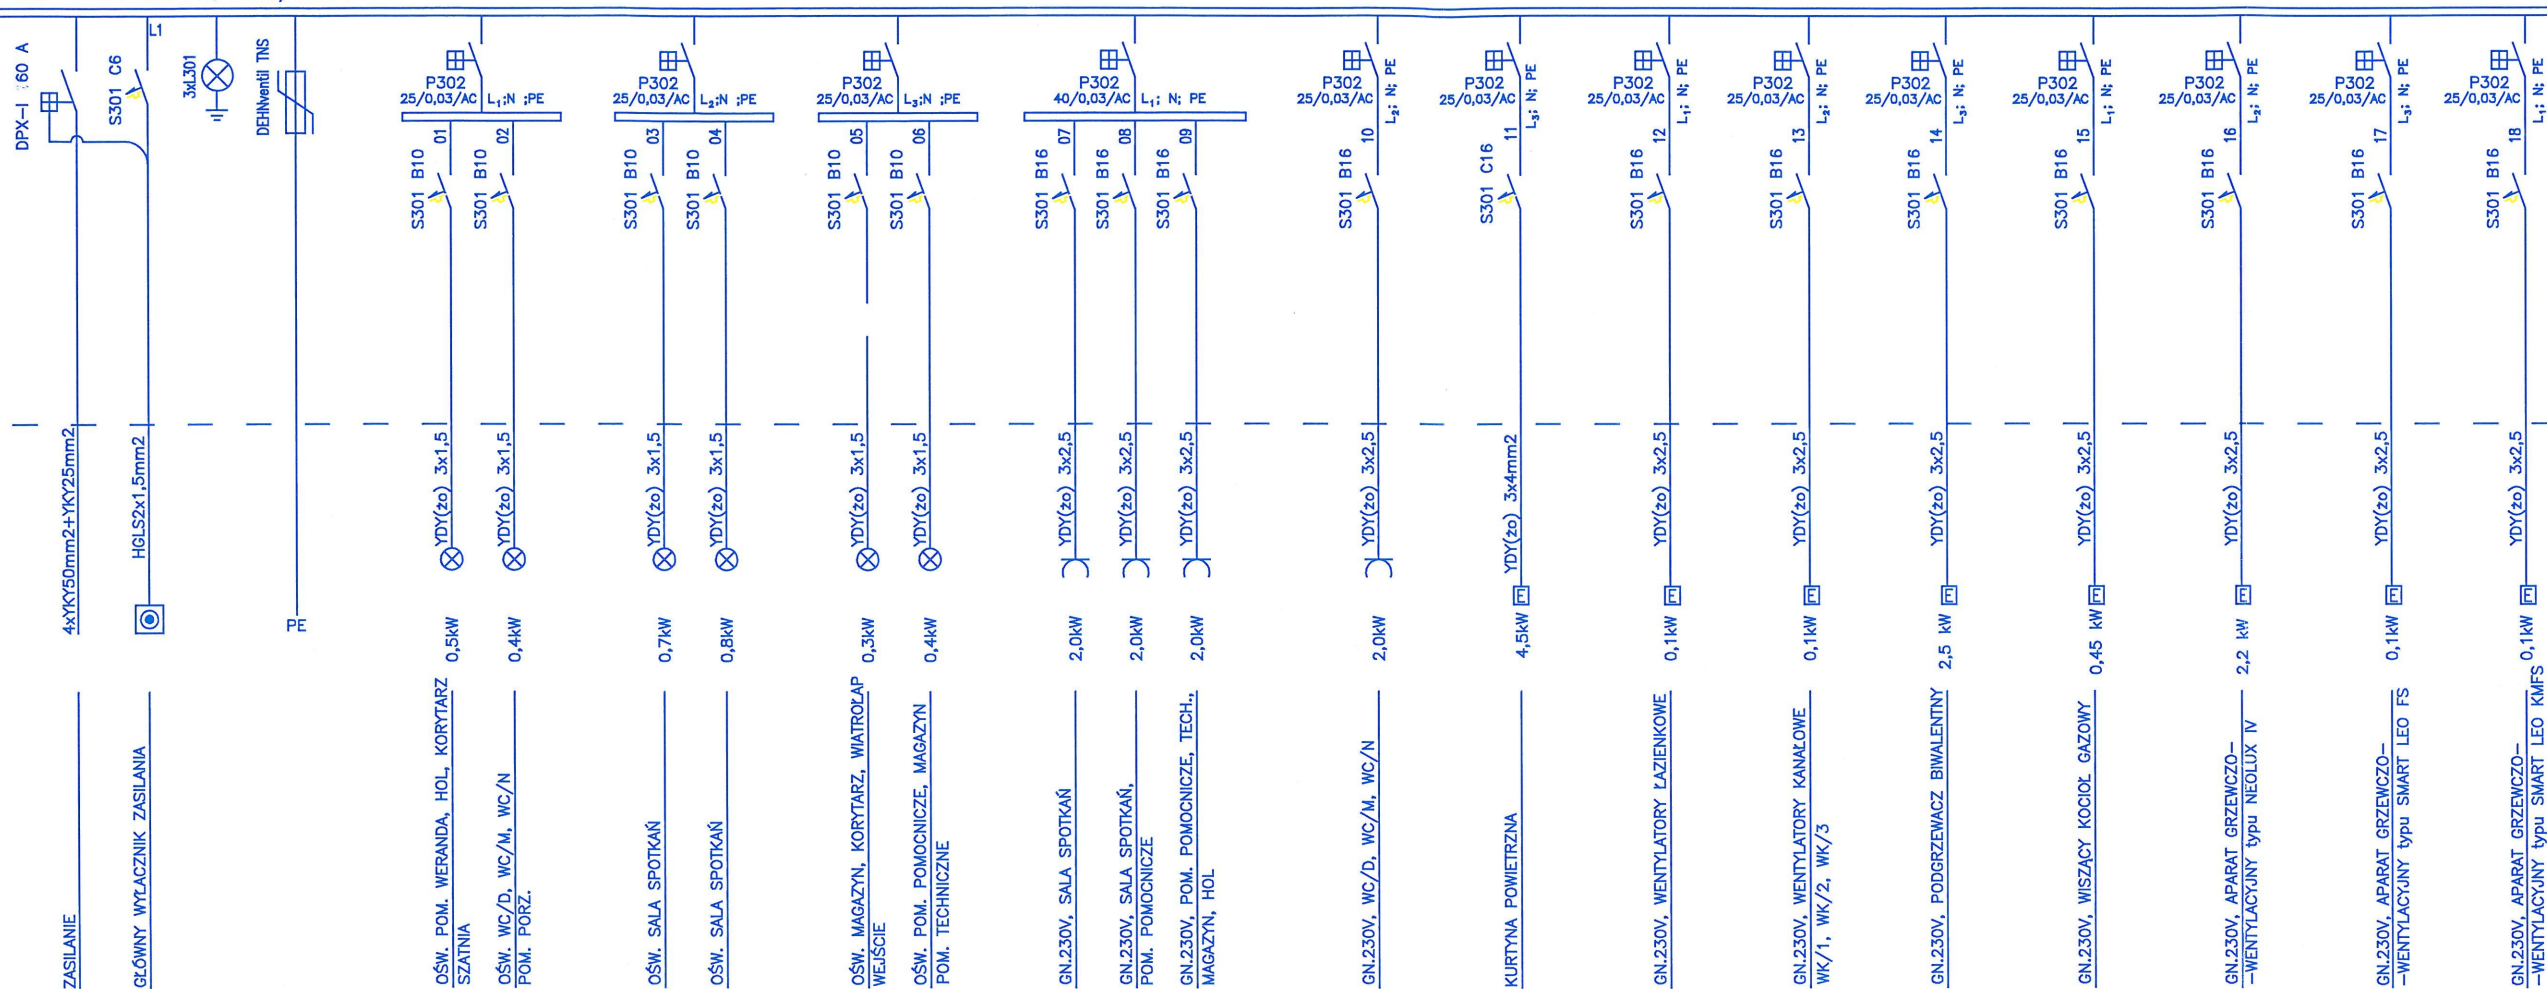 DPX-I 160 A
4xYKY50mm2+YKY25mm2
ZASILANIE
L1
S301 C6
HGLS2x1,5mm2
GŁÓWNY WYŁACZNIK ZASILANIA
3xL301
DEHNventil TNS
PE
P302
25/0,03/AC L₁;N ;PE
01
S301 B10
YDY(żo) 3x1,5
0,5kW
OŚW. POM. WERANDA, HOL, KORYTARZ
SZATNIA
02
S301 B10
YDY(żo) 3x1,5
0,4kW
OŚW. WC/D, WC/M, WC/N
POM. PORZ.
P302
25/0,03/AC L₂;N ;PE
03
S301 B10
YDY(żo) 3x1,5
0,7kW
OŚW. SALA SPOTKAŃ
04
S301 B10
YDY(żo) 3x1,5
0,8kW
OŚW. SALA SPOTKAŃ
P302
25/0,03/AC L₃;N ;PE
05
S301 B10
YDY(żo) 3x1,5
0,3kW
OŚW. MAGAZYN, KORYTARZ, WIATROŁAP
WEJŚCIE
06
S301 B10
YDY(żo) 3x1,5
0,4kW
OŚW. POM. POMOCNICZE, MAGAZYN
POM. TECHNICZNE
P302
40/0,03/AC L₁; N; PE
07
S301 B16
YDY(żo) 3x2,5
2,0kW
GN.230V, SALA SPOTKAŃ
08
S301 B16
YDY(żo) 3x2,5
2,0kW
GN.230V, SALA SPOTKAŃ,
POM. POMOCNICZE
09
S301 B16
YDY(żo) 3x2,5
2,0kW
GN.230V, POM. POMOCNICZE, TECH.,
MAGAZYN, HOL
P302
25/0,03/AC
L₂; N; PE
10
S301 B16
YDY(żo) 3x2,5
2,0kW
GN.230V, WC/D, WC/M, WC/N
P302
25/0,03/AC
L₃; N; PE
11
S301 C16
YDY(żo) 3x4mm2
E
4,5kW
KURTYNA POWIETRZNA
P302
25/0,03/AC
L₁; N; PE
12
S301 B16
YDY(żo) 3x2,5
E
0,1kW
GN.230V, WENTYLATORY ŁAZIENKOWE
P302
25/0,03/AC
L₂; N; PE
13
S301 B16
YDY(żo) 3x2,5
E
0,1kW
GN.230V, WENTYLATORY KANAŁOWE
WK/1, WK/2, WK/3
P302
25/0,03/AC
L₃; N; PE
14
S301 B16
YDY(żo) 3x2,5
E
2,5 kW
GN.230V, PODGRZEWACZ BIWALENTNY
P302
25/0,03/AC
L₁; N; PE
15
S301 B16
YDY(żo) 3x2,5
E
0,45 kW
GN.230V, WISZĄCY KOCIOŁ GAZOWY
P302
25/0,03/AC
L₂; N; PE
16
S301 B16
YDY(żo) 3x2,5
E
2,2 kW
GN.230V, APARAT GRZEWCZO-
-WENTYLACYJNY typu NEOLUX IV
P302
25/0,03/AC
L₃; N; PE
17
S301 B16
YDY(żo) 3x2,5
E
0,1kW
GN.230V, APARAT GRZEWCZO-
-WENTYLACYJNY typu SMART LEO FS
P302
25/0,03/AC
L₁; N; PE
18
S301 B16
YDY(żo) 3x2,5
E
0,1kW
GN.230V, APARAT GRZEWCZO-
-WENTYLACYJNY typu SMART LEO KMFS